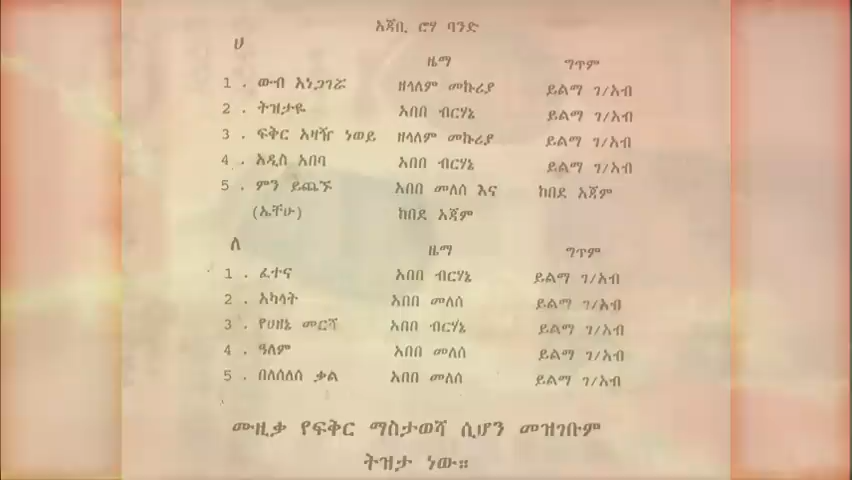 አጃቢ ሮሃ ባንድ
ሀ
ዜማ ግጥም
1 . ውብ አነጋገሯ ዘላለም መኩሪያ ይልማ ገ/አብ
2 . ትዝታዬ አበበ ብርሃኔ ይልማ ገ/አብ
3 . ፍቅር አዛዥ ነወይ ዘላለም መኩሪያ ይልማ ገ/አብ
4 . አዲስ አበባ አበበ ብርሃኔ ይልማ ገ/አብ
5 . ምን ይጨኙ አበበ መለሰ እና ከበደ አጃም
(ኤቸሁ) ከበደ አጃም
ለ
ዜማ ግጥም
1 . ፈተና አበበ ብርሃኔ ይልማ ገ/አብ
2 . አካላት አበበ መለሰ ይልማ ገ/አብ
3 . የሀዘኔ መርሻ አበበ ብርሃኔ ይልማ ገ/አብ
4 . ዓለም አበበ መለሰ ይልማ ገ/አብ
5 . በለሰለሰ ቃል አበበ መለሰ ይልማ ገ/አብ
ሙዚቃ የፍቅር ማስታወሻ ሲሆን መዝገቡም
ትዝታ ነው።